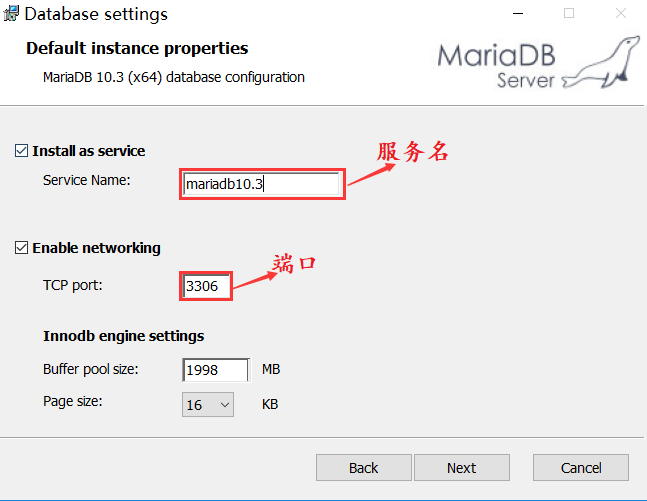 Database settings
Default instance properties
MariaDB 10.3 (x64) database configuration
MariaDB
Server
Install as service
服务名
Service Name:
mariadb10.3
Enable networking
端口
TCP port:
3306
Innodb engine settings
Buffer pool size:
1998
MB
Page size:
16
KB
Back
Next
Cancel